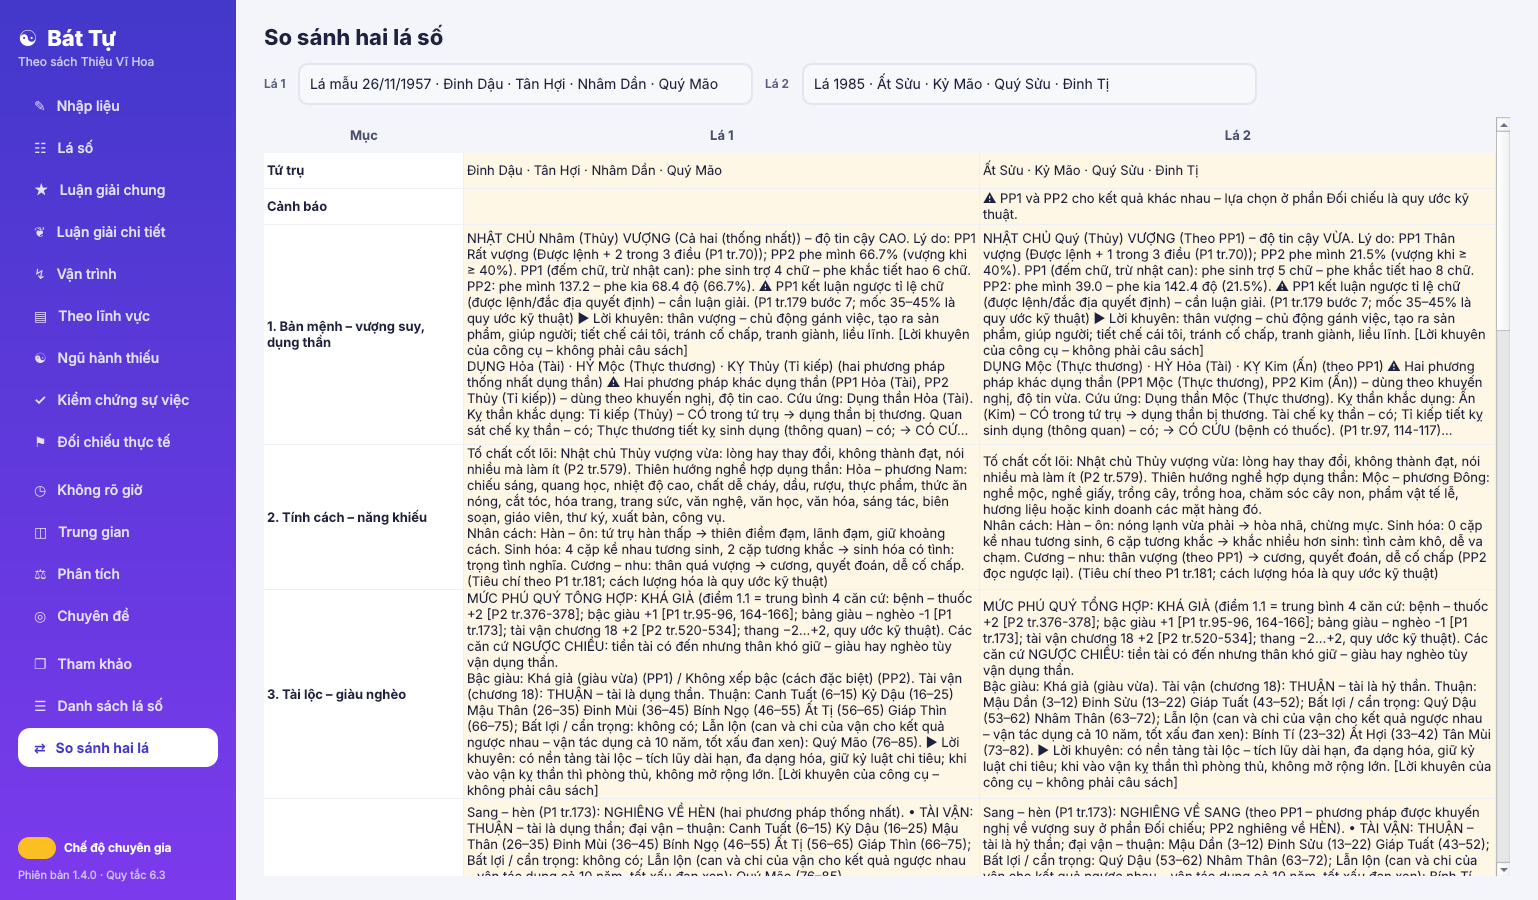 ☯ Bát Tự
Theo sách Thiệu Vĩ Hoa
✎ Nhập liệu
☷ Lá số
★ Luận giải chung
❦ Luận giải chi tiết
↯ Vận trình
▤ Theo lĩnh vực
☯ Ngũ hành thiếu
✓ Kiểm chứng sự việc
⚑ Đối chiếu thực tế
◷ Không rõ giờ
◫ Trung gian
⚖ Phân tích
◎ Chuyên đề
❐ Tham khảo
☰ Danh sách lá số
⇄ So sánh hai lá
Chế độ chuyên gia
Phiên bản 1.4.0 · Quy tắc 6.3
So sánh hai lá số
Lá 1 Lá mẫu 26/11/1957 · Đinh Dậu · Tân Hợi · Nhâm Dần · Quý Mão
Lá 2 Lá 1985 · Ất Sửu · Kỷ Mão · Quý Sửu · Đinh Tị
Mục Lá 1 Lá 2
Tứ trụ
Đinh Dậu · Tân Hợi · Nhâm Dần · Quý Mão
Ất Sửu · Kỷ Mão · Quý Sửu · Đinh Tị
Cảnh báo
⚠ PP1 và PP2 cho kết quả khác nhau – lựa chọn ở phần Đối chiếu là quy ước kỹ
thuật.
1. Bản mệnh – vượng suy,
dụng thần
NHẬT CHỦ Nhâm (Thủy) VƯỢNG (Cả hai (thống nhất)) – độ tin cậy CAO. Lý do: PP1
Rất vượng (Được lệnh + 2 trong 3 điều (P1 tr.70)); PP2 phe mình 66.7% (vượng khi
≥ 40%). PP1 (đếm chữ, trừ nhật can): phe sinh trợ 4 chữ – phe khắc tiết hao 6 chữ.
PP2: phe mình 137.2 – phe kia 68.4 độ (66.7%). ⚠ PP1 kết luận ngược tỉ lệ chữ
(được lệnh/đắc địa quyết định) – cần luận giải. (P1 tr.179 bước 7; mốc 35–45% là
quy ước kỹ thuật) ▶ Lời khuyên: thân vượng – chủ động gánh việc, tạo ra sản
phẩm, giúp người; tiết chế cái tôi, tránh cố chấp, tranh giành, liều lĩnh. [Lời khuyên
của công cụ – không phải câu sách]
DỤNG Hỏa (Tài) · HỶ Mộc (Thực thương) · KỴ Thủy (Tỉ kiếp) (hai phương pháp
thống nhất dụng thần) ⚠ Hai phương pháp khác dụng thần (PP1 Hỏa (Tài), PP2
Thủy (Tỉ kiếp)) – dùng theo khuyến nghị, độ tin cao. Cứu ứng: Dụng thần Hỏa (Tài).
Kỵ thần khắc dụng: Tỉ kiếp (Thủy) – CÓ trong tứ trụ → dụng thần bị thương. Quan
sát chế kỵ thần – có; Thực thương tiết kỵ sinh dụng (thông quan) – có; → CÓ CỨ…
NHẬT CHỦ Quý (Thủy) VƯỢNG (Theo PP1) – độ tin cậy VỪA. Lý do: PP1 Thân
vượng (Được lệnh + 1 trong 3 điều (P1 tr.70)); PP2 phe mình 21.5% (vượng khi ≥
40%). PP1 (đếm chữ, trừ nhật can): phe sinh trợ 5 chữ – phe khắc tiết hao 8 chữ.
PP2: phe mình 39.0 – phe kia 142.4 độ (21.5%). ⚠ PP1 kết luận ngược tỉ lệ chữ
(được lệnh/đắc địa quyết định) – cần luận giải. (P1 tr.179 bước 7; mốc 35–45% là
quy ước kỹ thuật) ▶ Lời khuyên: thân vượng – chủ động gánh việc, tạo ra sản
phẩm, giúp người; tiết chế cái tôi, tránh cố chấp, tranh giành, liều lĩnh. [Lời khuyên
của công cụ – không phải câu sách]
DỤNG Mộc (Thực thương) · HỶ Hỏa (Tài) · KỴ Kim (Ấn) (theo PP1) ⚠ Hai phương
pháp khác dụng thần (PP1 Mộc (Thực thương), PP2 Kim (Ấn)) – dùng theo khuyến
nghị, độ tin vừa. Cứu ứng: Dụng thần Mộc (Thực thương). Kỵ thần khắc dụng: Ấn
(Kim) – CÓ trong tứ trụ → dụng thần bị thương. Tài chế kỵ thần – có; Tỉ kiếp tiết kỵ
sinh dụng (thông quan) – có; → CÓ CỨU (bệnh có thuốc). (P1 tr.97, 114-117)…
2. Tính cách – năng khiếu
Tố chất cốt lõi: Nhật chủ Thủy vượng vừa: lòng hay thay đổi, không thành đạt, nói
nhiều mà làm ít (P2 tr.579). Thiên hướng nghề hợp dụng thần: Hỏa – phương Nam:
chiếu sáng, quang học, nhiệt độ cao, chất dễ cháy, dầu, rượu, thực phẩm, thức ăn
nóng, cắt tóc, hóa trang, trang sức, văn nghệ, văn học, văn hóa, sáng tác, biên
soạn, giáo viên, thư ký, xuất bản, công vụ.
Nhân cách: Hàn – ôn: tứ trụ hàn thấp → thiên điềm đạm, lãnh đạm, giữ khoảng
cách. Sinh hóa: 4 cặp kề nhau tương sinh, 2 cặp tương khắc → sinh hóa có tình:
trọng tình nghĩa. Cương – nhu: thân quá vượng → cương, quyết đoán, dễ cố chấp.
(Tiêu chí theo P1 tr.181; cách lượng hóa là quy ước kỹ thuật)
Tố chất cốt lõi: Nhật chủ Thủy vượng vừa: lòng hay thay đổi, không thành đạt, nói
nhiều mà làm ít (P2 tr.579). Thiên hướng nghề hợp dụng thần: Mộc – phương Đông:
nghề mộc, nghề giấy, trồng cây, trồng hoa, chăm sóc cây non, phẩm vật tế lễ,
hương liệu hoặc kinh doanh các mặt hàng đó.
Nhân cách: Hàn – ôn: nóng lạnh vừa phải → hòa nhã, chừng mực. Sinh hóa: 0 cặp
kề nhau tương sinh, 6 cặp tương khắc → khắc nhiều hơn sinh: tình cảm khô, dễ va
chạm. Cương – nhu: thân vượng (theo PP1) → cương, quyết đoán, dễ cố chấp (PP2
đọc ngược lại). (Tiêu chí theo P1 tr.181; cách lượng hóa là quy ước kỹ thuật)
3. Tài lộc – giàu nghèo
MỨC PHÚ QUÝ TỔNG HỢP: KHÁ GIẢ (điểm 1.1 = trung bình 4 căn cứ: bệnh – thuốc
+2 [P2 tr.376-378]; bậc giàu +1 [P1 tr.95-96, 164-166]; bảng giàu – nghèo -1 [P1
tr.173]; tài vận chương 18 +2 [P2 tr.520-534]; thang −2…+2, quy ước kỹ thuật). Các
căn cứ NGƯỢC CHIỀU: tiền tài có đến nhưng thân khó giữ – giàu hay nghèo tùy
vận dụng thần.
Bậc giàu: Khá giả (giàu vừa) (PP1) / Không xếp bậc (cách đặc biệt) (PP2). Tài vận
(chương 18): THUẬN – tài là dụng thần. Thuận: Canh Tuất (6–15) Kỷ Dậu (16–25)
Mậu Thân (26–35) Đinh Mùi (36–45) Bính Ngọ (46–55) Ất Tị (56–65) Giáp Thìn
(66–75); Bất lợi / cẩn trọng: không có; Lẫn lộn (can và chi của vận cho kết quả
ngược nhau – vận tác dụng cả 10 năm, tốt xấu đan xen): Quý Mão (76–85). ▶ Lời
khuyên: có nền tảng tài lộc – tích lũy dài hạn, đa dạng hóa, giữ kỷ luật chi tiêu; khi
vào vận kỵ thần thì phòng thủ, không mở rộng lớn. [Lời khuyên của công cụ –
không phải câu sách]
MỨC PHÚ QUÝ TỔNG HỢP: KHÁ GIẢ (điểm 1.1 = trung bình 4 căn cứ: bệnh – thuốc
+2 [P2 tr.376-378]; bậc giàu +1 [P1 tr.95-96, 164-166]; bảng giàu – nghèo -1 [P1
tr.173]; tài vận chương 18 +2 [P2 tr.520-534]; thang −2…+2, quy ước kỹ thuật). Các
căn cứ NGƯỢC CHIỀU: tiền tài có đến nhưng thân khó giữ – giàu hay nghèo tùy
vận dụng thần.
Bậc giàu: Khá giả (giàu vừa). Tài vận (chương 18): THUẬN – tài là hỷ thần. Thuận:
Mậu Dần (3–12) Đinh Sửu (13–22) Giáp Tuất (43–52); Bất lợi / cẩn trọng: Quý Dậu
(53–62) Nhâm Thân (63–72); Lẫn lộn (can và chi của vận cho kết quả ngược nhau
– vận tác dụng cả 10 năm, tốt xấu đan xen): Bính Tí (23–32) Ất Hợi (33–42) Tân Mùi
(73–82). ▶ Lời khuyên: có nền tảng tài lộc – tích lũy dài hạn, đa dạng hóa, giữ kỷ
luật chi tiêu; khi vào vận kỵ thần thì phòng thủ, không mở rộng lớn. [Lời khuyên của
công cụ – không phải câu sách]
Sang – hèn (P1 tr.173): NGHIÊNG VỀ HÈN (hai phương pháp thống nhất). • TÀI VẬN:
THUẬN – tài là dụng thần; đại vận – thuận: Canh Tuất (6–15) Kỷ Dậu (16–25) Mậu
Thân (26–35) Đinh Mùi (36–45) Bính Ngọ (46–55) Ất Tị (56–65) Giáp Thìn (66–75);
Bất lợi / cẩn trọng: không có; Lẫn lộn (can và chi của vận cho kết quả ngược nhau
– vận tác dụng cả 10 năm, tốt xấu đan xen): Quý Mão (76–85).
Sang – hèn (P1 tr.173): NGHIÊNG VỀ SANG (theo PP1 – phương pháp được khuyến
nghị về vượng suy ở phần Đối chiếu; PP2 nghiêng về HÈN). • TÀI VẬN: THUẬN –
tài là hỷ thần; đại vận – thuận: Mậu Dần (3–12) Đinh Sửu (13–22) Giáp Tuất (43–52);
Bất lợi / cẩn trọng: Quý Dậu (53–62) Nhâm Thân (63–72); Lẫn lộn (can và chi của
vận cho kết quả ngược nhau – vận tác dụng cả 10 năm, tốt xấu đan xen): Bính Tí